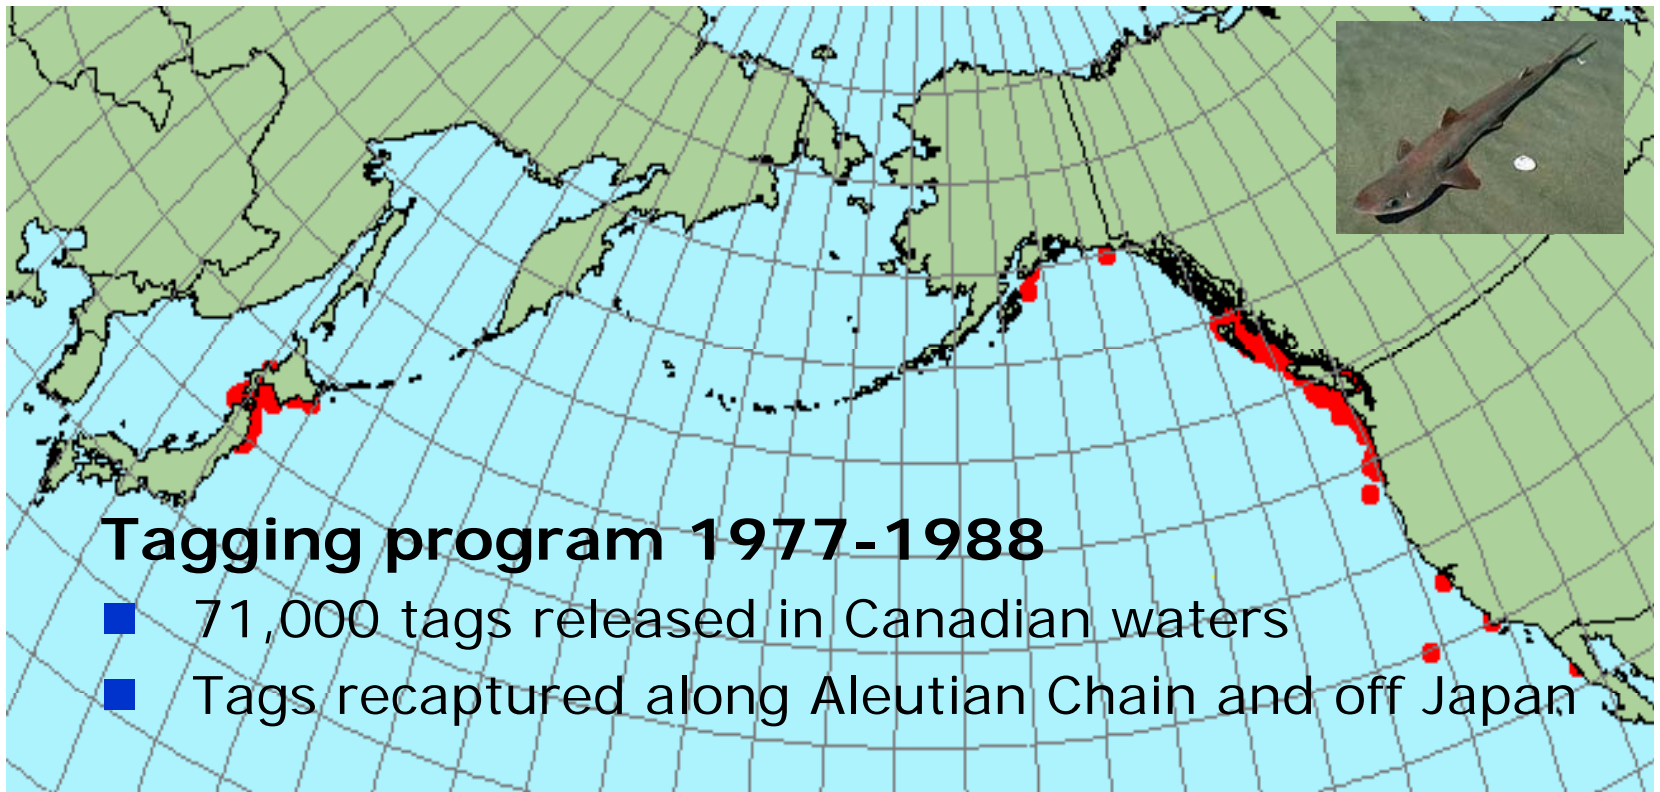 Tagging program 1977-1988
71,000 tags released in Canadian waters
Tags recaptured along Aleutian Chain and off Japan